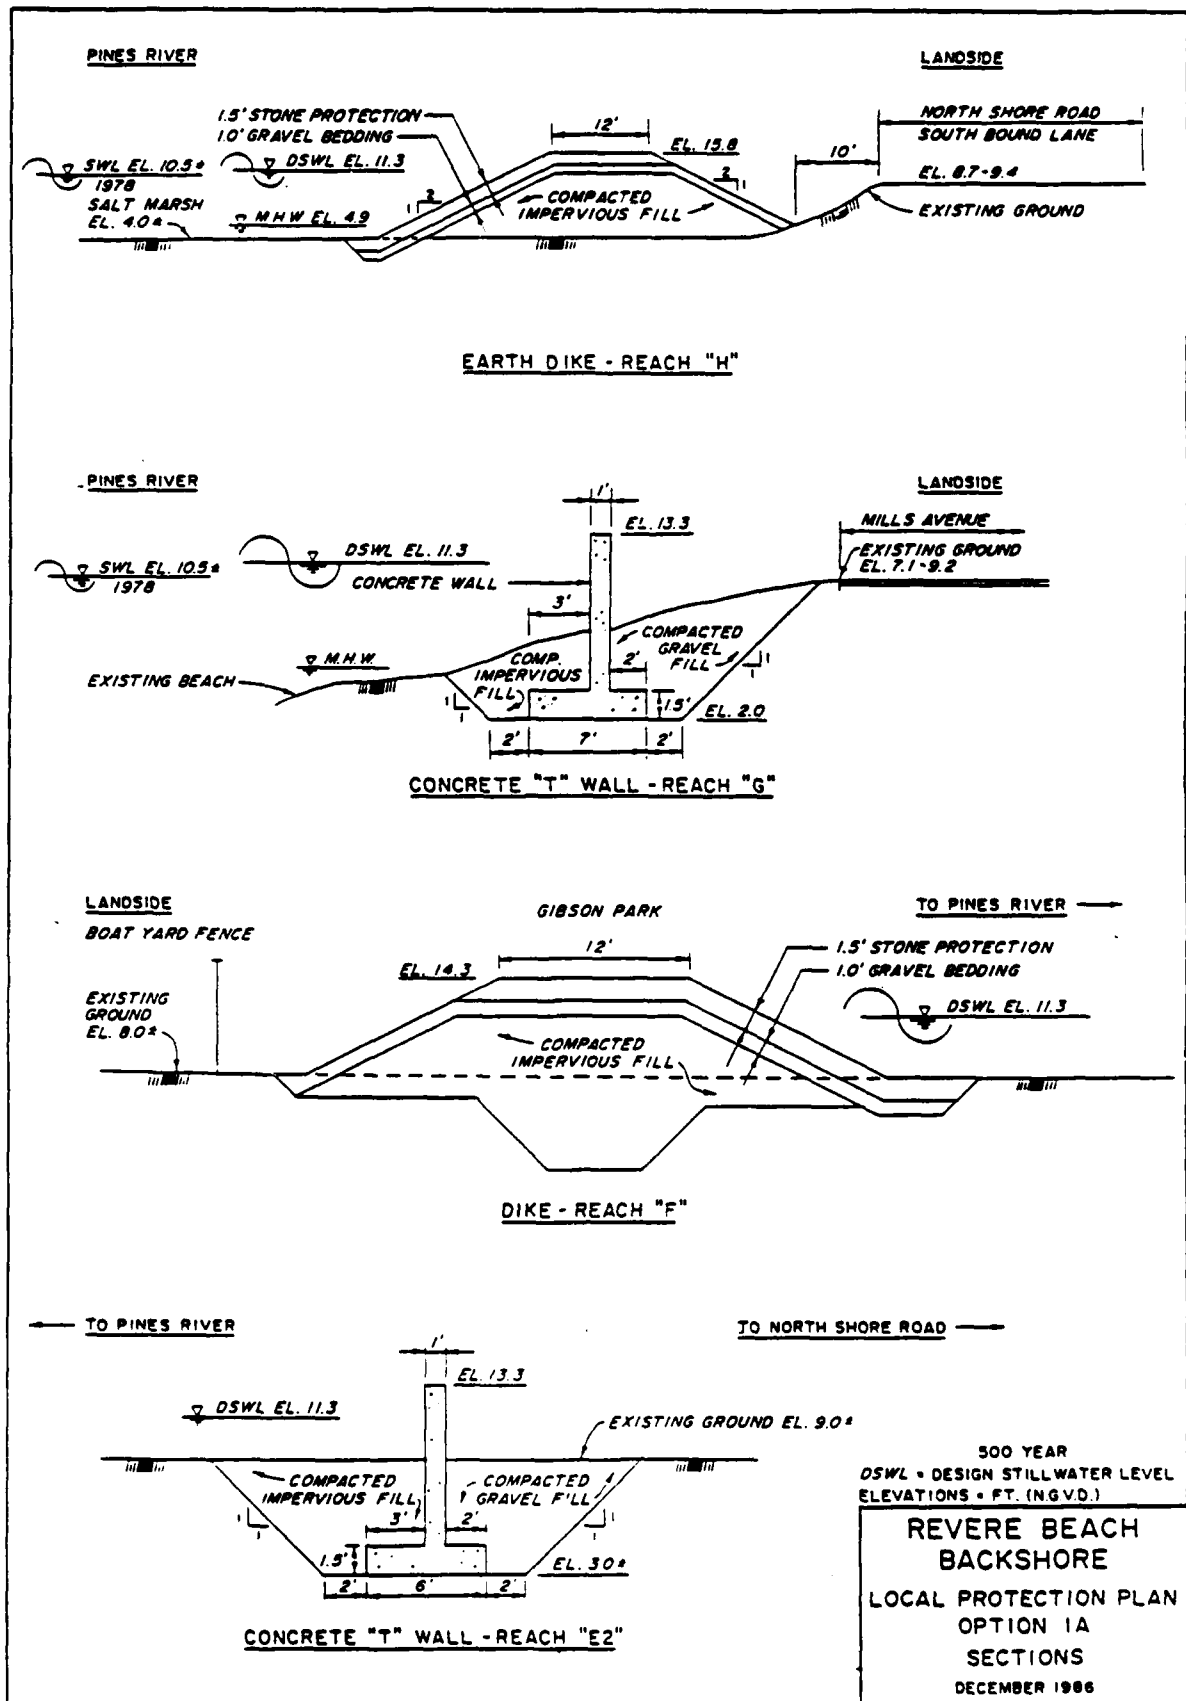 PINES RIVER
LANDSIDE
1.5' STONE PROTECTION
1.0' GRAVEL BEDDING
12'
NORTH SHORE ROAD
SOUTH BOUND LANE
EL. 15.8
10'
SWL EL. 10.5±
1978
DSWL EL. 11.3
EL. 8.7-9.4
SALT MARSH
EL. 4.0±
MHW EL. 4.9
2
1
COMPACTED
IMPERVIOUS FILL
2
1
EXISTING GROUND
EARTH DIKE - REACH "H"
PINES RIVER
LANDSIDE
1'
EL. 13.3
MILLS AVENUE
DSWL EL. 11.3
EXISTING GROUND
EL. 7.1-9.2
SWL EL. 10.5±
1978
CONCRETE WALL
3'
COMPACTED
GRAVEL
FILL
M.H.W.
COMP.
IMPERVIOUS
FILL
2'
1
1
EXISTING BEACH
1
1
1.5'
EL. 2.0
2'
7'
2'
CONCRETE "T" WALL - REACH "G"
LANDSIDE
GIBSON PARK
TO PINES RIVER
BOAT YARD FENCE
12'
1.5' STONE PROTECTION
1.0' GRAVEL BEDDING
EL. 14.3
EXISTING
GROUND
EL. 8.0±
DSWL EL. 11.3
COMPACTED
IMPERVIOUS FILL
DIKE - REACH "F"
TO PINES RIVER
TO NORTH SHORE ROAD
1'
EL. 13.3
DSWL EL. 11.3
EXISTING GROUND EL. 9.0±
COMPACTED
IMPERVIOUS FILL
COMPACTED
GRAVEL FILL
1
1
3'
2'
1
1
1.5'
EL. 3.0±
2'
6'
2'
CONCRETE "T" WALL - REACH "E2"
500 YEAR
DSWL = DESIGN STILLWATER LEVEL
ELEVATIONS = FT. (N.G.V.D.)
REVERE BEACH
BACKSHORE
LOCAL PROTECTION PLAN
OPTION 1A
SECTIONS
DECEMBER 1986